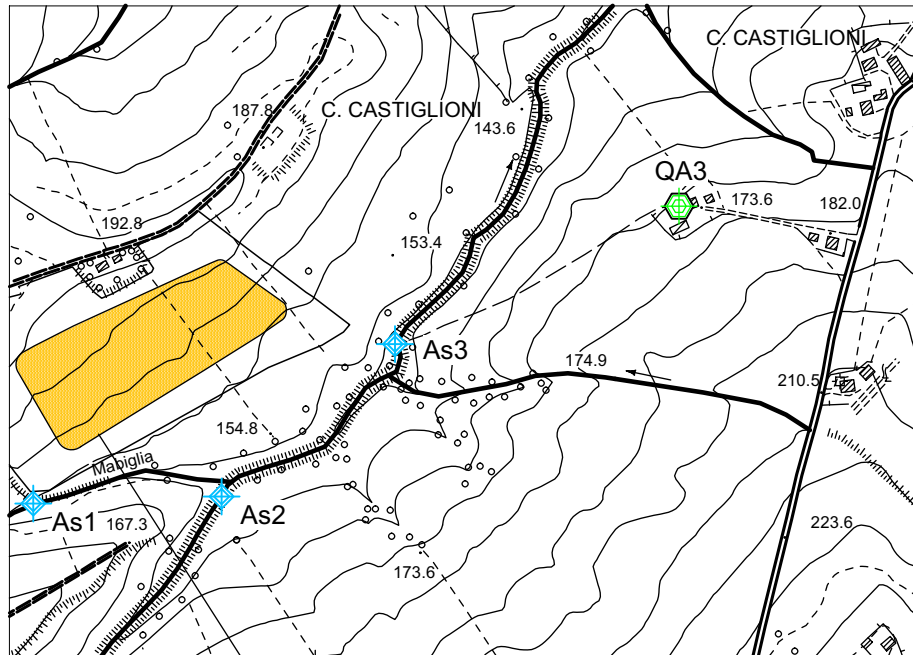 C. CASTIGLIONI
187.8
C. CASTIGLIONI
143.6
QA3
192.8
173.6
182.0
153.4
As3
174.9
210.5
154.8
Mabiglia
As1
As2
167.3
223.6
173.6